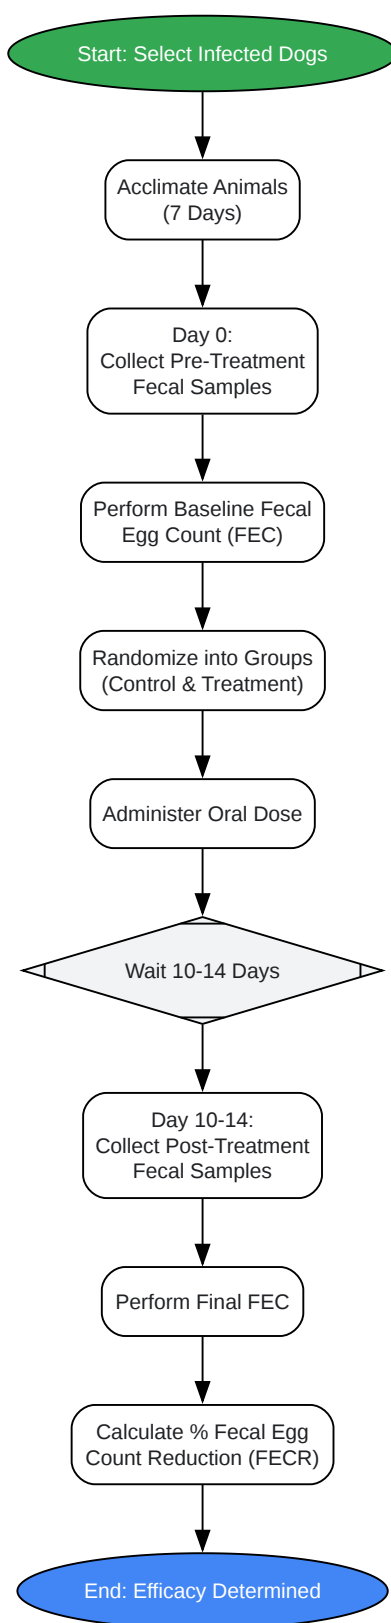 Start: Select Infected Dogs
Acclimate Animals
(7 Days)
Day 0:
Collect Pre-Treatment
Fecal Samples
Perform Baseline Fecal
Egg Count (FEC)
Randomize into Groups
(Control & Treatment)
Administer Oral Dose
Wait 10-14 Days
Day 10-14:
Collect Post-Treatment
Fecal Samples
Perform Final FEC
Calculate % Fecal Egg
Count Reduction (FECR)
End: Efficacy Determined